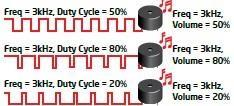 Freq = 3kHz, Duty Cycle = 50%
Freq = 3kHz,
Volume = 50%
Freq = 3kHz, Duty Cycle = 80%
Freq = 3kHz,
Volume = 80%
Freq = 3kHz, Duty Cycle = 20%
Freq = 3kHz,
Volume = 20%